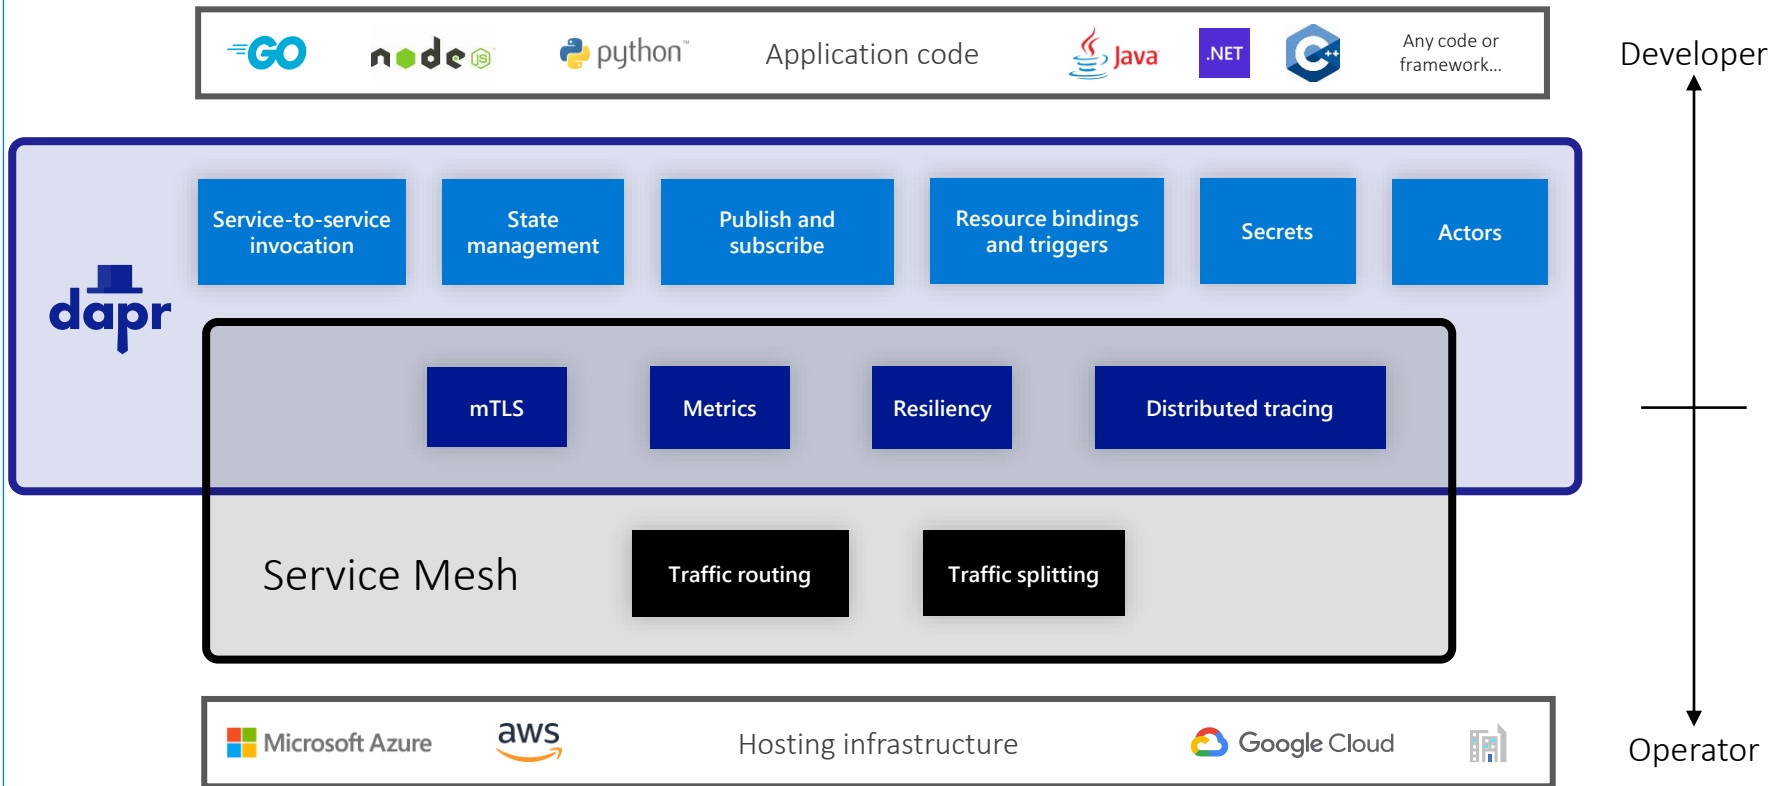 GO
node
JS
python™
Application code
Java
.NET
C++
Any code or
framework...
Developer
Service-to-service
invocation
State
management
Publish and
subscribe
Resource bindings
and triggers
Secrets
Actors
dapr
mTLS
Metrics
Resiliency
Distributed tracing
Service Mesh
Traffic routing
Traffic splitting
Microsoft Azure
aws
Hosting infrastructure
Google Cloud
Operator